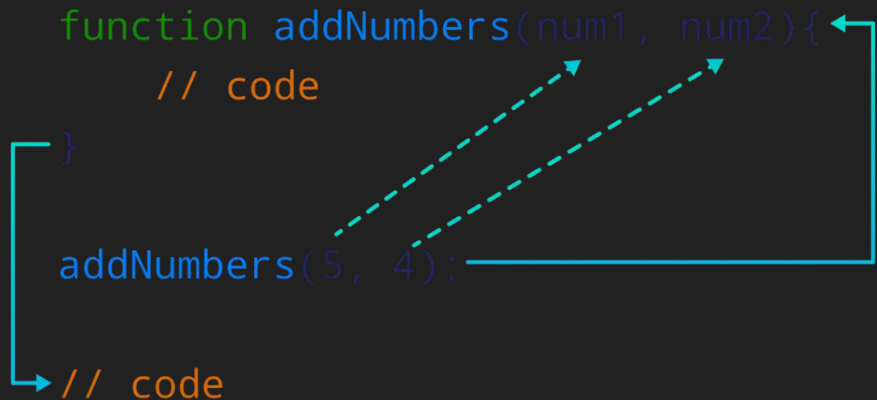 function addNumbers(num1, num2){
// code
}
addNumbers(5, 4);
// code